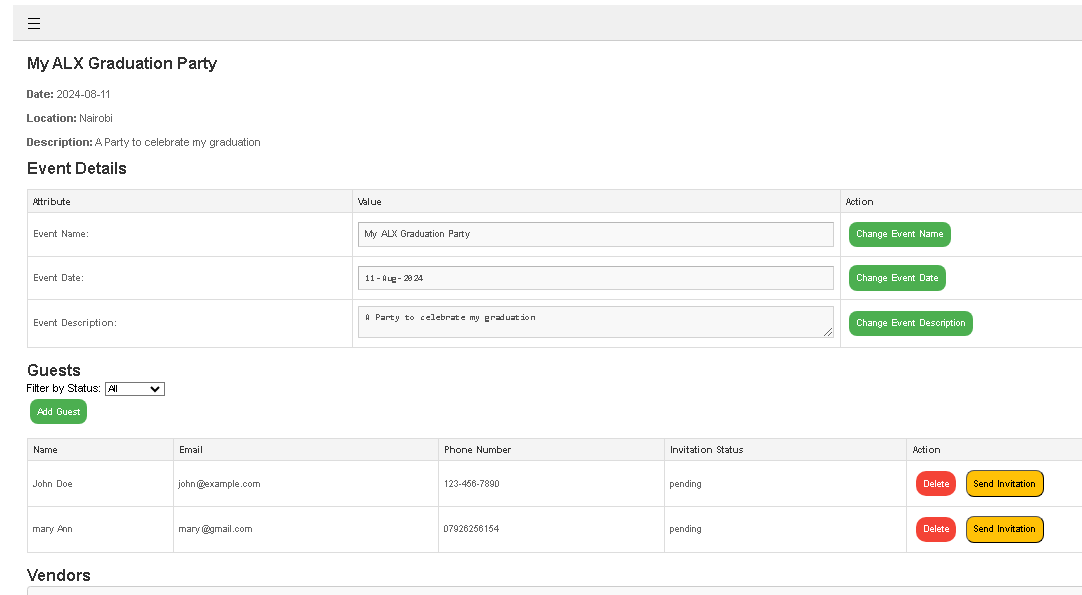 My ALX Graduation Party
Date: 2024-08-11
Location: Nairobi
Description: A Party to celebrate my graduation
Event Details
Attribute Value Action
Event Name: My ALX Graduation Party Change Event Name
Event Date: 11-Aug-2024 Change Event Date
Event Description: A Party to celebrate my graduation Change Event Description
Guests
Filter by Status: All
Add Guest
Name Email Phone Number Invitation Status Action
John Doe john@example.com 123-456-7890 pending Delete Send Invitation
mary Ann mary@gmail.com 07926256154 pending Delete Send Invitation
Vendors